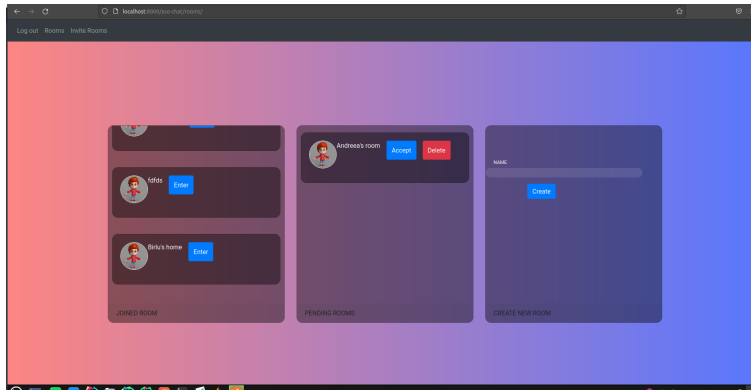 Log out Rooms Invite Rooms
fdfds
Enter
Birlu's home
Enter
JOINED ROOM
Andreea's room
Accept
Delete
PENDING ROOMS
NAME
Create
CREATE NEW ROOM